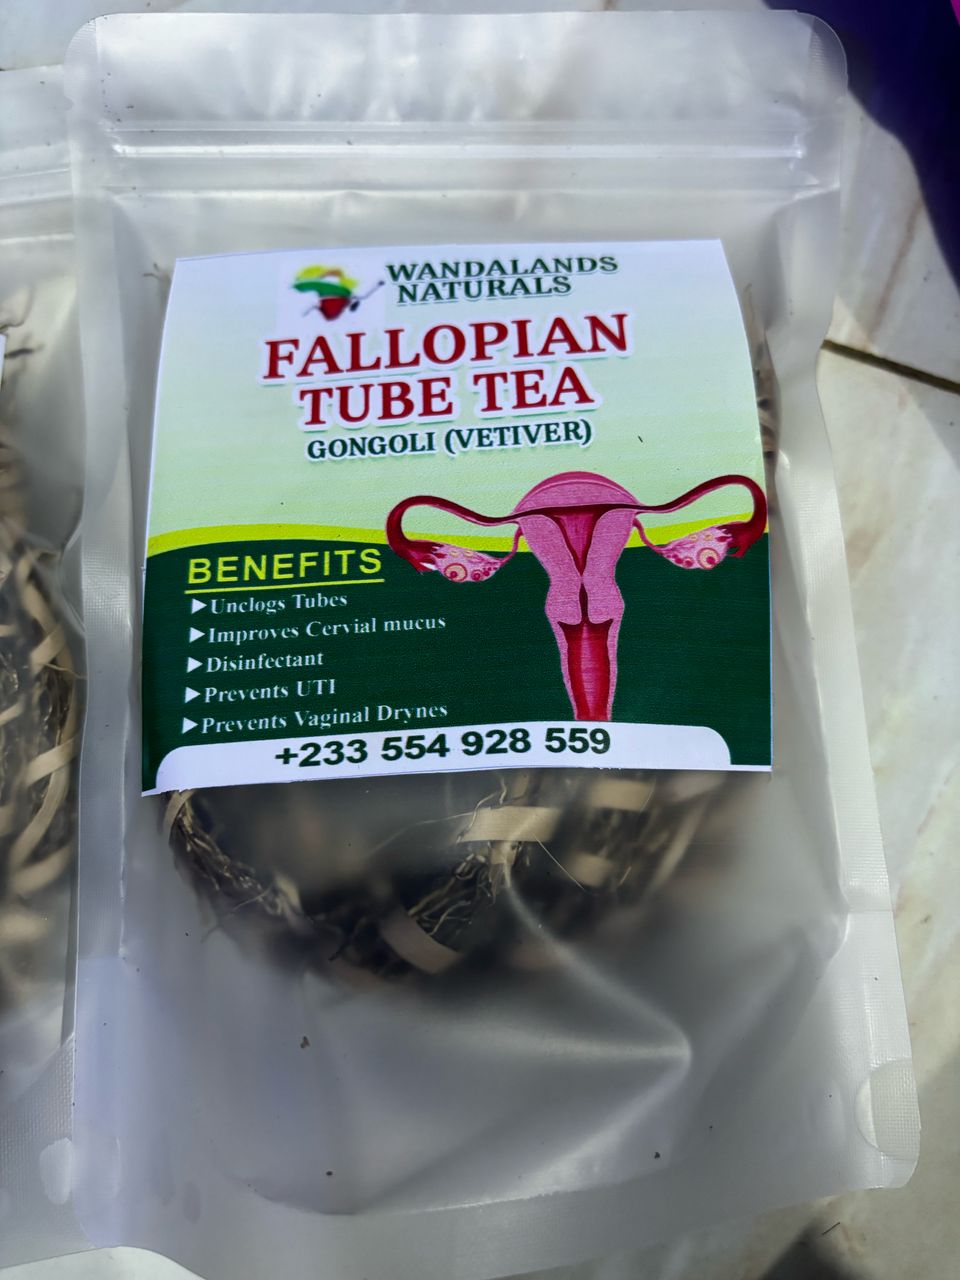 WANDALANDS
NATURALS
FALLOPIAN
TUBE TEA
GONGOLI (VETIVER)
BENEFITS
▶Unclogs Tubes
▶Improves Cervial mucus
▶Disinfectant
▶Prevents UTI
▶Prevents Vaginal Drynes
+233 554 928 559